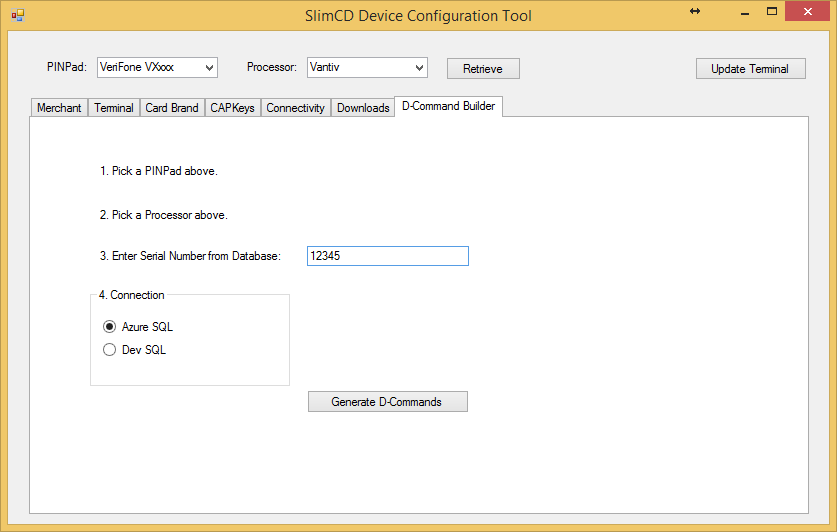 SlimCD Device Configuration Tool
PINPad: VeriFone VXxxx Processor: Vantiv Retrieve Update Terminal
Merchant Terminal Card Brand CAPKeys Connectivity Downloads D-Command Builder
1. Pick a PINPad above.
2. Pick a Processor above.
3. Enter Serial Number from Database: 12345
4. Connection
Azure SQL
Dev SQL
Generate D-Commands